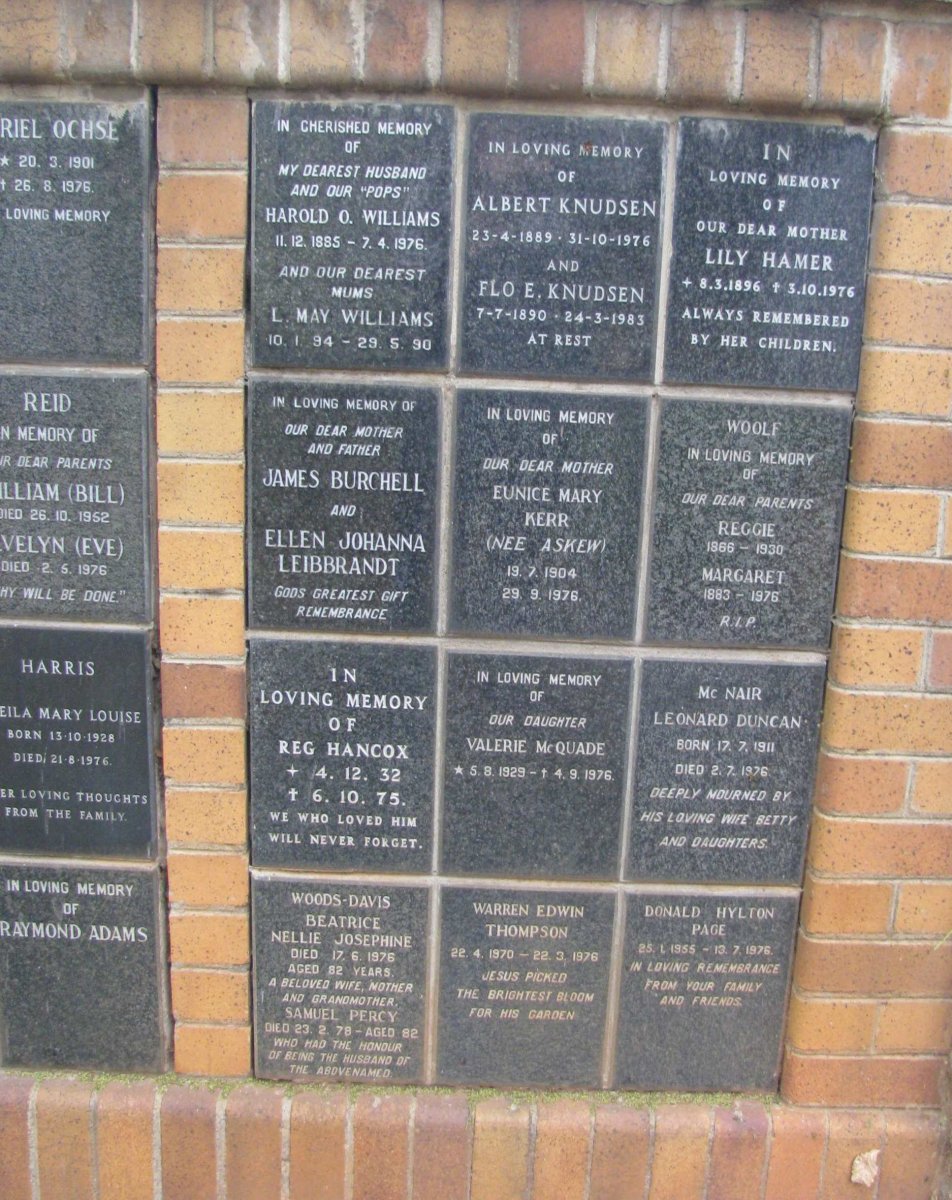 RIEL OCHSE
★ 20. 3. 1901
† 26. 8. 1976.
LOVING MEMORY
REID
N MEMORY OF
R DEAR PARENTS
ILLIAM (BILL)
DIED 26. 10. 1952
VELYN (EVE)
DIED 2. 5. 1976
HY WILL BE DONE."
HARRIS
EILA MARY LOUISE
BORN 13·10·1928
DIED 21·8·1976.
ER LOVING THOUGHTS
FROM THE FAMILY.
IN LOVING MEMORY
OF
RAYMOND ADAMS
IN CHERISHED MEMORY
OF
MY DEAREST HUSBAND
AND OUR "POPS"
HAROLD O. WILLIAMS
11. 12. 1885 – 7. 4. 1976.
AND OUR DEAREST
MUMS
L. MAY WILLIAMS
10. 1. 94 – 29. 5. 90
IN LOVING MEMORY
OF
ALBERT KNUDSEN
23-4-1889 · 31-10-1976
AND
FLO E. KNUDSEN
7-7-1890 · 24-3-1983
AT REST
IN
LOVING MEMORY
OF
OUR DEAR MOTHER
LILY HAMER
+ 8.3.1896 † 3.10.1976
ALWAYS REMEMBERED
BY HER CHILDREN.
IN LOVING MEMORY OF
OUR DEAR MOTHER
AND FATHER
JAMES BURCHELL
AND
ELLEN JOHANNA
LEIBBRANDT
GODS GREATEST GIFT
REMEMBRANCE
IN LOVING MEMORY
OF
OUR DEAR MOTHER
EUNICE MARY
KERR
(NEE ASKEW)
19. 7. 1904
29. 9. 1976.
WOOLF
IN LOVING MEMORY
OF
OUR DEAR PARENTS
REGGIE
1866 – 1930
MARGARET
1883 – 1976
R.I.P.
IN
LOVING MEMORY
OF
REG HANCOX
+ 4. 12. 32
† 6. 10. 75.
WE WHO LOVED HIM
WILL NEVER FORGET.
IN LOVING MEMORY
OF
OUR DAUGHTER
VALERIE McQUADE
★ 5. 8. 1929 – † 4. 9. 1976.
Mc NAIR
LEONARD DUNCAN
BORN 17. 7. 1911
DIED 2. 7. 1976.
DEEPLY MOURNED BY
HIS LOVING WIFE BETTY
AND DAUGHTERS.
WOODS-DAVIS
BEATRICE
NELLIE JOSEPHINE
DIED 17. 6. 1976
AGED 82 YEARS.
A BELOVED WIFE, MOTHER
AND GRANDMOTHER.
SAMUEL PERCY
DIED 23. 2. 78 – AGED 82
WHO HAD THE HONOUR
OF BEING THE HUSBAND OF
THE ABOVENAMED.
WARREN EDWIN
THOMPSON
22. 4. 1970 – 22. 3. 1976
JESUS PICKED
THE BRIGHTEST BLOOM
FOR HIS GARDEN
DONALD HYLTON
PAGE
25. 1. 1955 – 13. 7. 1976.
IN LOVING REMEMBRANCE
FROM YOUR FAMILY
AND FRIENDS.